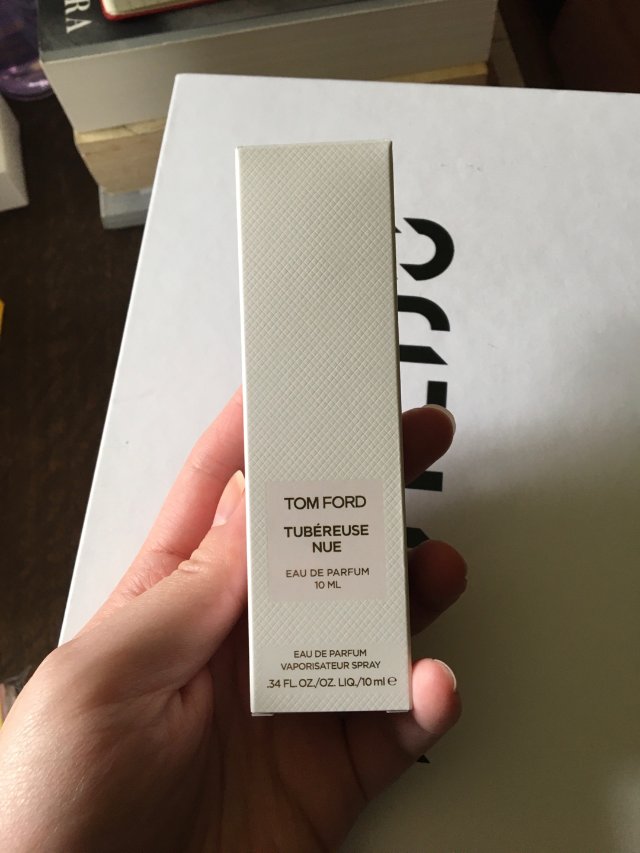 TOM FORD
TUBÉREUSE
NUE
EAU DE PARFUM
10 ML
EAU DE PARFUM
VAPORISATEUR SPRAY
.34 FL. OZ./OZ. LIQ./10 ml ℮